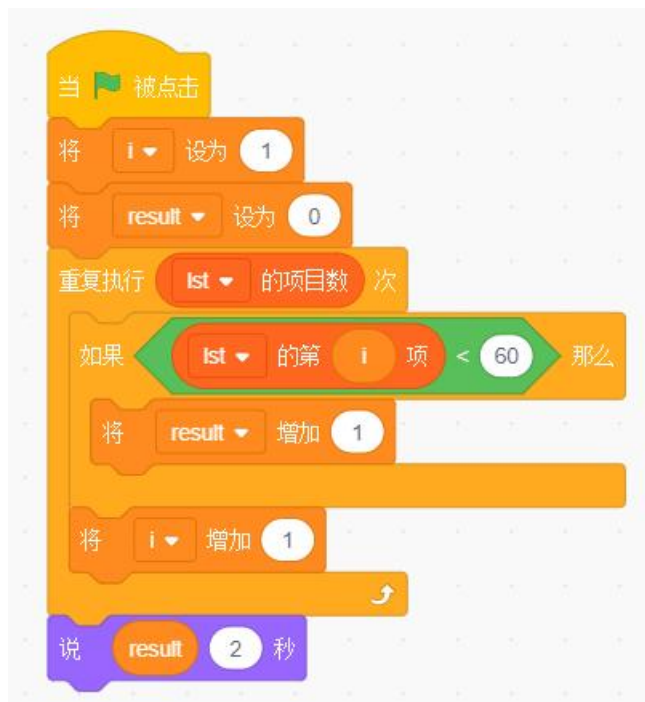 当 被点击
将 i 设为 1
将 result 设为 0
重复执行 lst 的项目数 次
如果 lst 的第 i 项 < 60 那么
将 result 增加 1
将 i 增加 1
说 result 2 秒